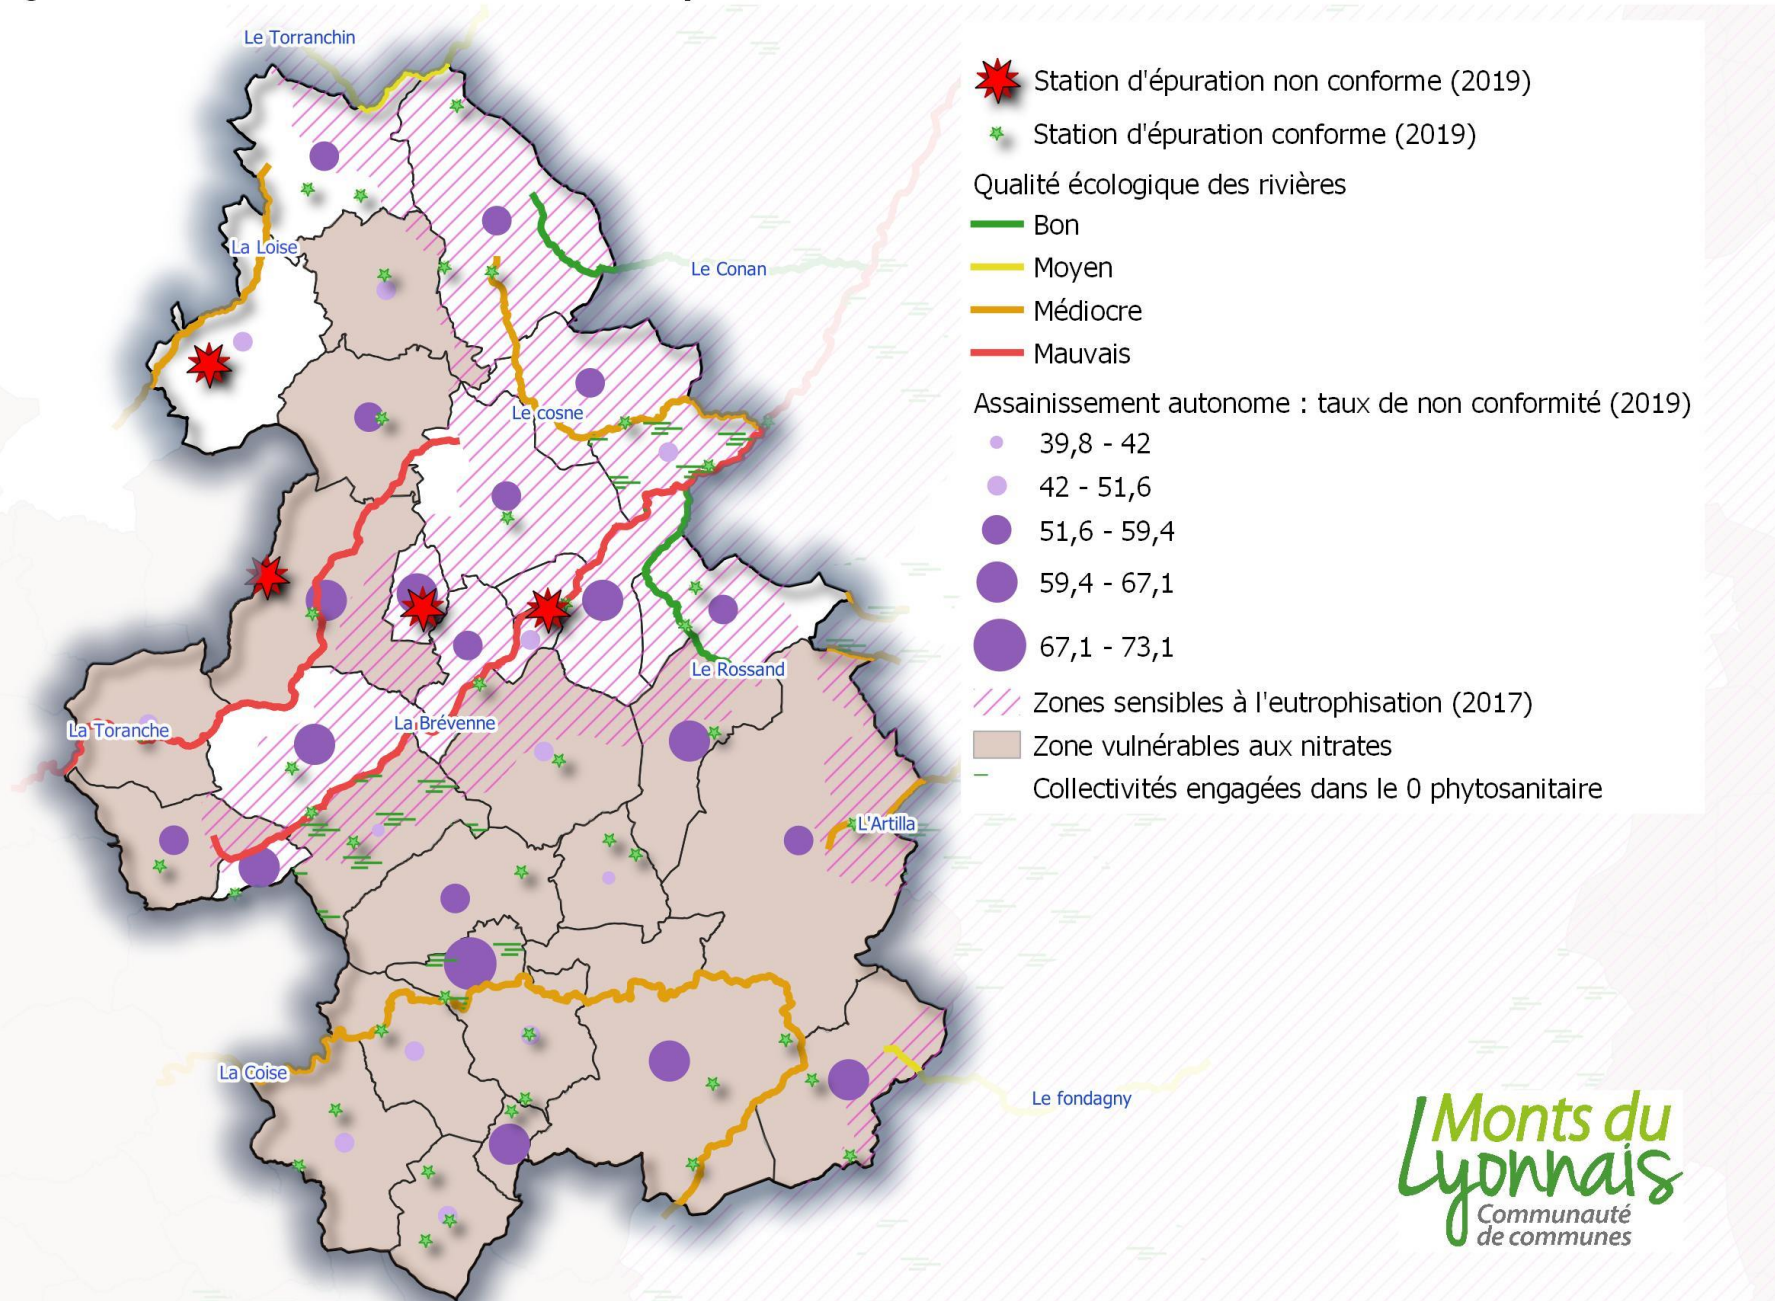 Le Torranchin
La Loise
Le Conan
Le cosne
Le Rossand
La Toranche
La Brévenne
L'Artilla
La Coise
Le fondagny
Station d'épuration non conforme (2019)
Station d'épuration conforme (2019)
Qualité écologique des rivières
Bon
Moyen
Médiocre
Mauvais
Assainissement autonome : taux de non conformité (2019)
39,8 - 42
42 - 51,6
51,6 - 59,4
59,4 - 67,1
67,1 - 73,1
Zones sensibles à l'eutrophisation (2017)
Zone vulnérables aux nitrates
Collectivités engagées dans le 0 phytosanitaire
Monts du
Lyonnais
Communauté
de communes